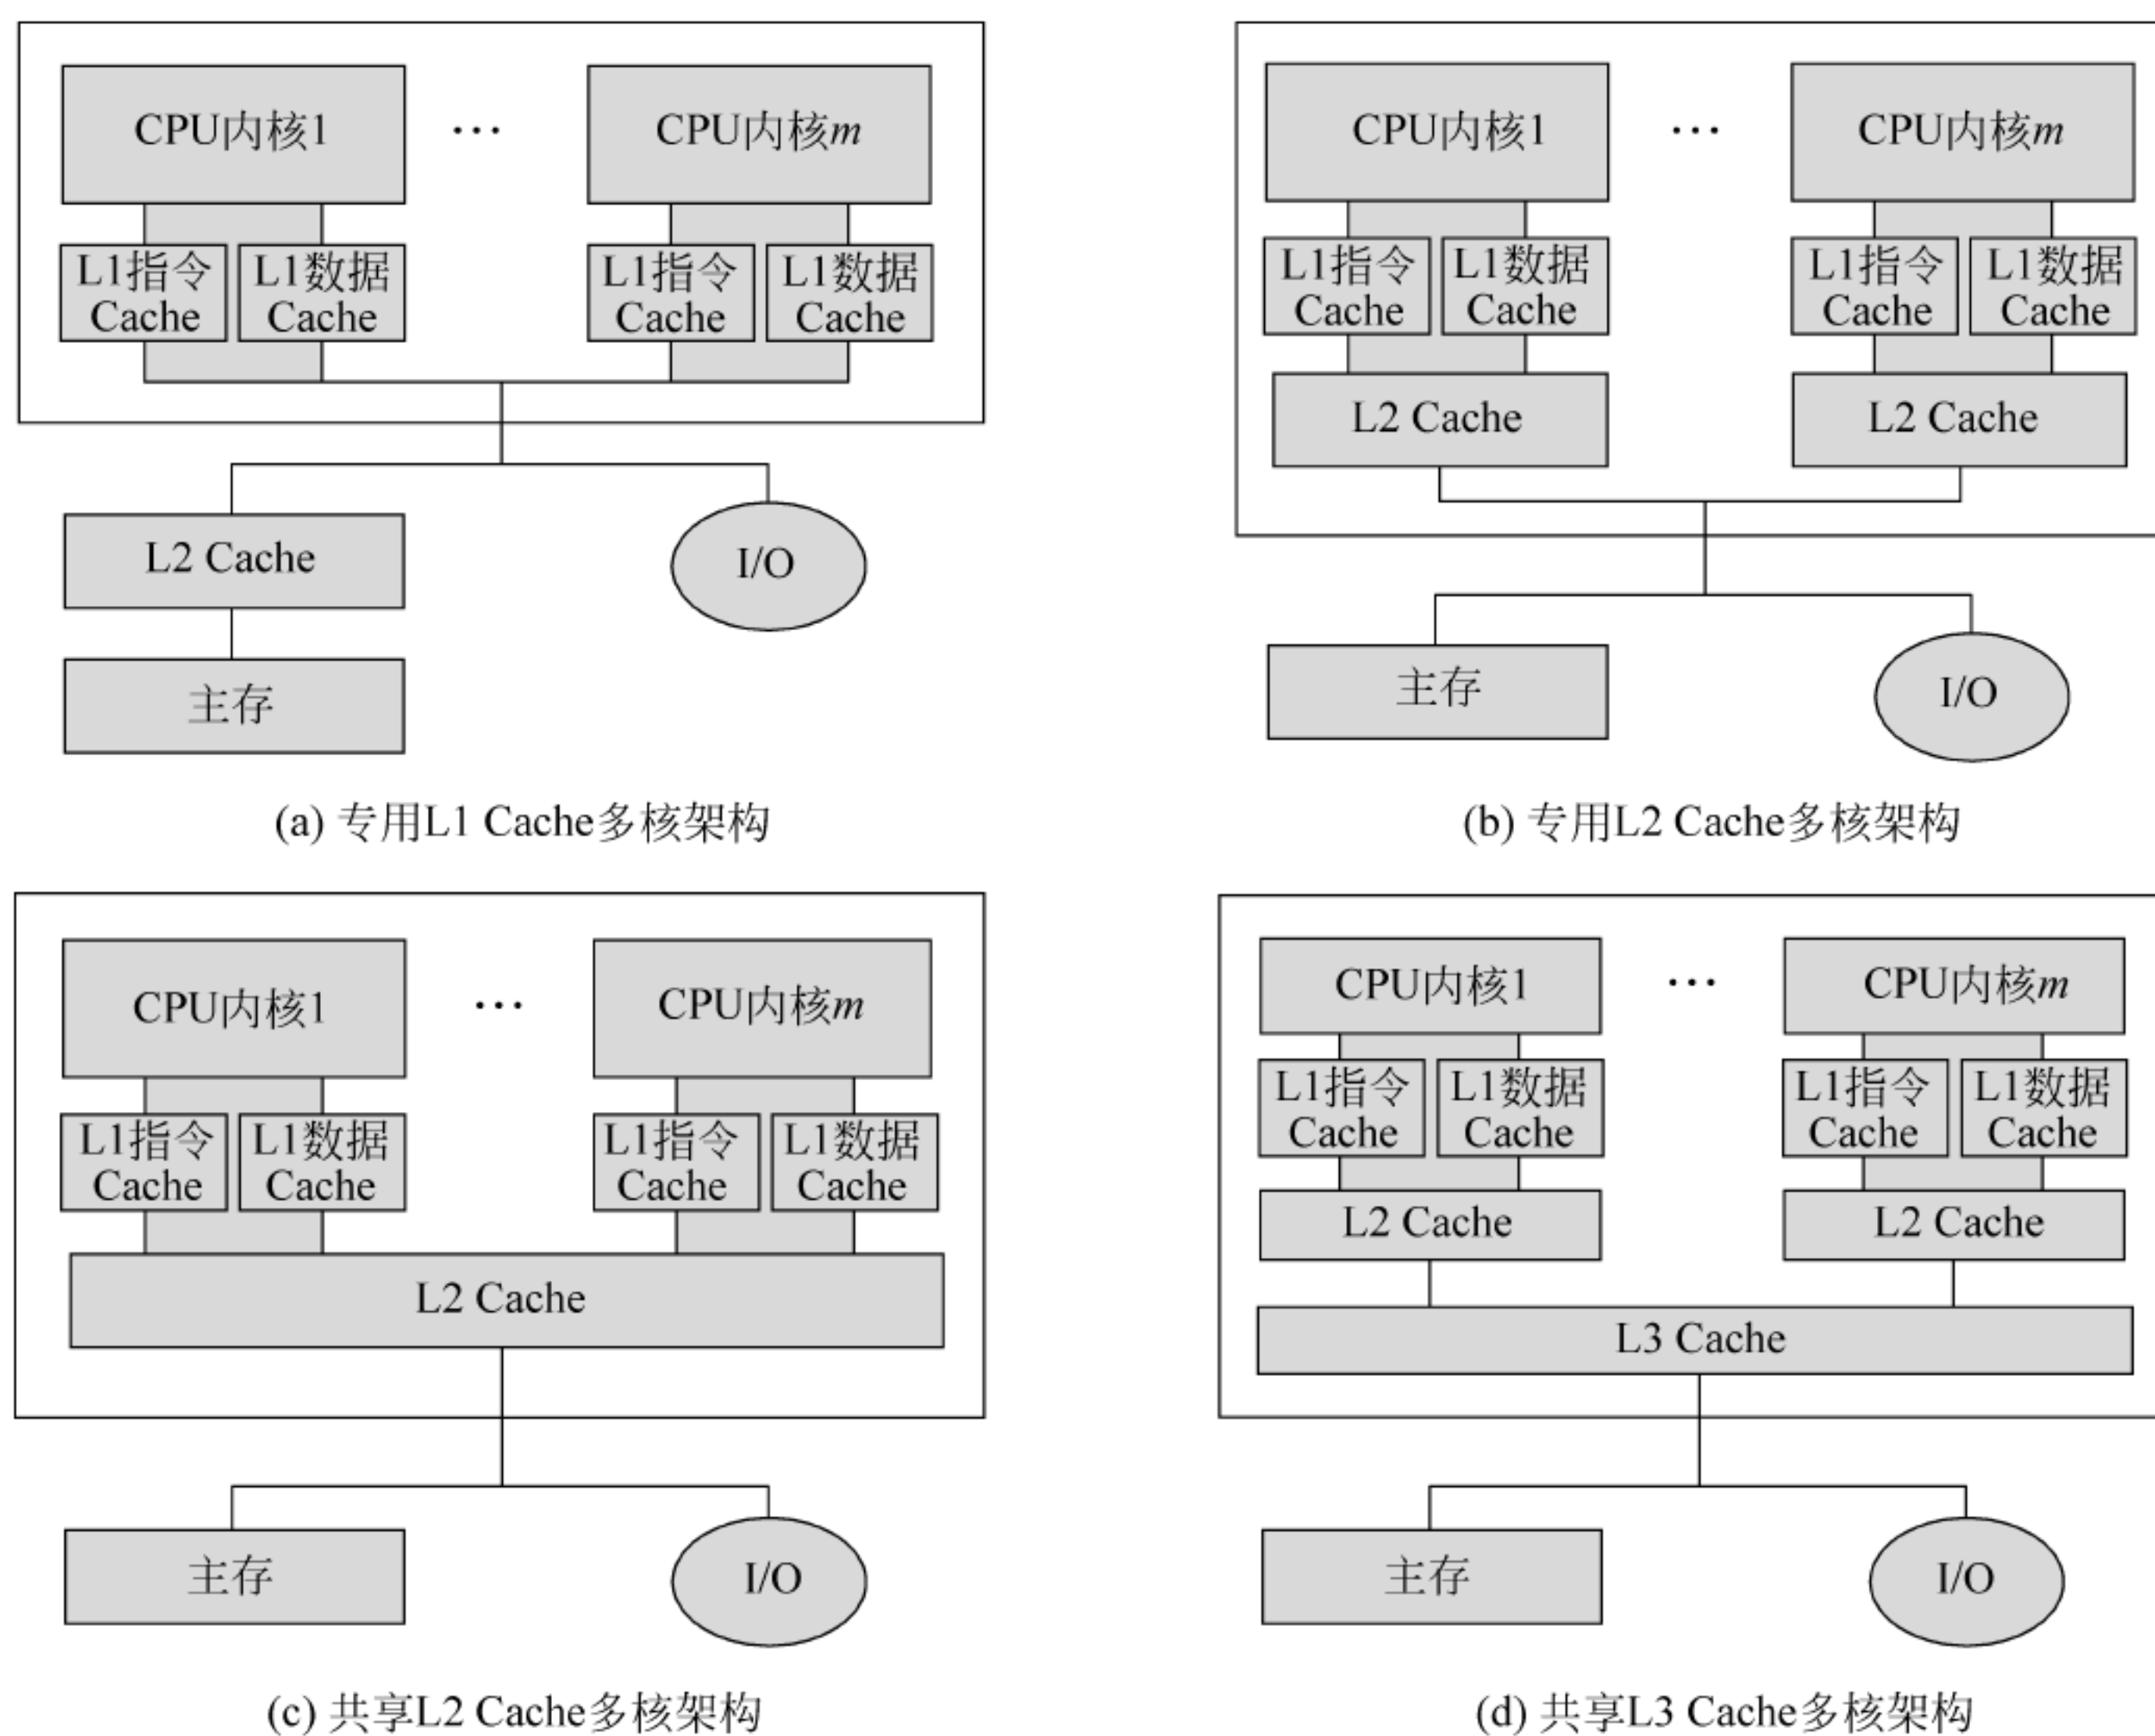 CPU内核1
…
CPU内核m
L1指令
Cache
L1数据
Cache
L1指令
Cache
L1数据
Cache
L2 Cache
I/O
主存
(a) 专用L1 Cache多核架构
CPU内核1
…
CPU内核m
L1指令
Cache
L1数据
Cache
L1指令
Cache
L1数据
Cache
L2 Cache
L2 Cache
主存
I/O
(b) 专用L2 Cache多核架构
CPU内核1
…
CPU内核m
L1指令
Cache
L1数据
Cache
L1指令
Cache
L1数据
Cache
L2 Cache
主存
I/O
(c) 共享L2 Cache多核架构
CPU内核1
…
CPU内核m
L1指令
Cache
L1数据
Cache
L1指令
Cache
L1数据
Cache
L2 Cache
L2 Cache
L3 Cache
主存
I/O
(d) 共享L3 Cache多核架构